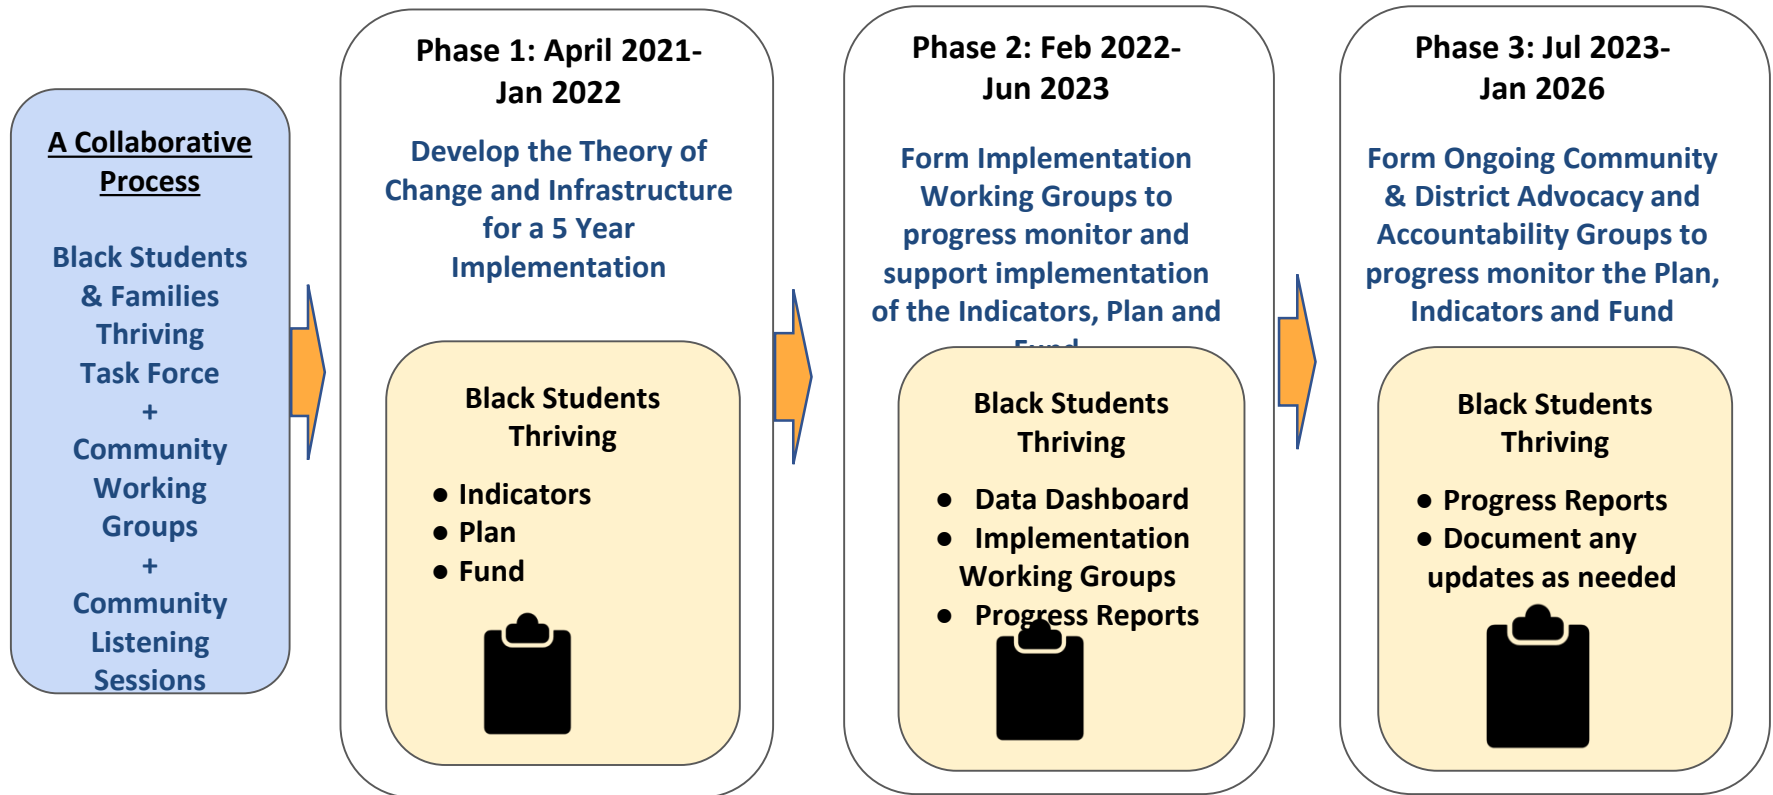 A Collaborative
Process
Black Students
& Families
Thriving
Task Force
+
Community
Working
Groups
+
Community
Listening
Sessions
Phase 1: April 2021-
Jan 2022
Develop the Theory of
Change and Infrastructure
for a 5 Year
Implementation
Black Students
Thriving
● Indicators
● Plan
● Fund
Phase 2: Feb 2022-
Jun 2023
Form Implementation
Working Groups to
progress monitor and
support implementation
of the Indicators, Plan and
Fund
Black Students
Thriving
● Data Dashboard
● Implementation
Working Groups
● Progress Reports
Phase 3: Jul 2023-
Jan 2026
Form Ongoing Community
& District Advocacy and
Accountability Groups to
progress monitor the Plan,
Indicators and Fund
Black Students
Thriving
● Progress Reports
● Document any
updates as needed